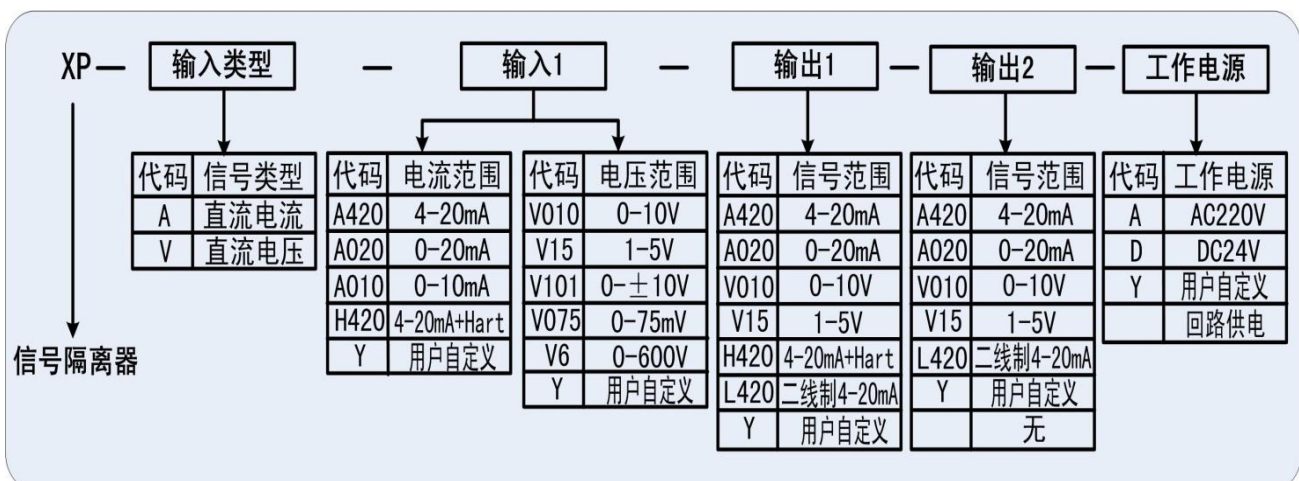 XP— 输入类型 — 输入1 — 输出1 — 输出2 — 工作电源
信号隔离器
代码 信号类型
A 直流电流
V 直流电压
代码 电流范围
A420 4-20mA
A020 0-20mA
A010 0-10mA
H420 4-20mA+Hart
Y 用户自定义
代码 电压范围
V010 0-10V
V15 1-5V
V101 0-±10V
V075 0-75mV
V6 0-600V
Y 用户自定义
代码 信号范围
A420 4-20mA
A020 0-20mA
V010 0-10V
V15 1-5V
H420 4-20mA+Hart
L420 二线制4-20mA
Y 用户自定义
代码 信号范围
A420 4-20mA
A020 0-20mA
V010 0-10V
V15 1-5V
L420 二线制4-20mA
Y 用户自定义
无
代码 工作电源
A AC220V
D DC24V
Y 用户自定义
回路供电